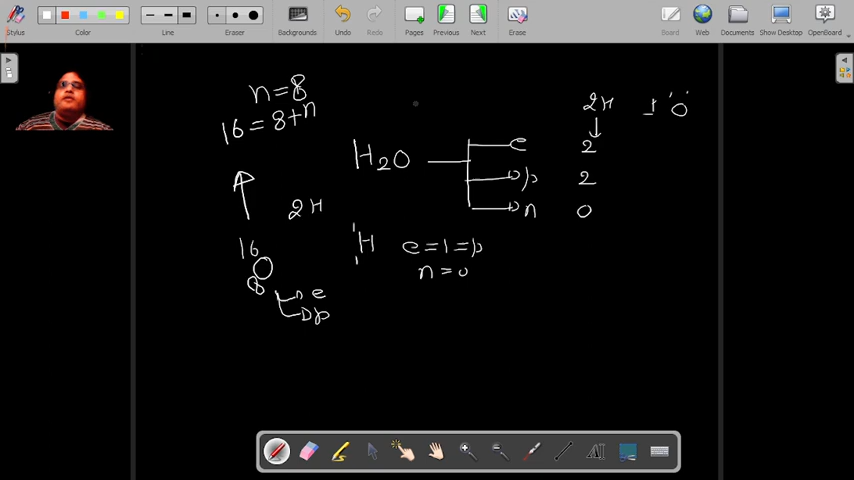 Stylus
Color
Line
Eraser
Backgrounds
Undo
Redo
Pages
Previous
Next
Erase
Board
Web
Documents
Show Desktop
OpenBoard
n=8
16=8+n
2H + 'O'
H₂O
e 2
p 2
n 0
2H
16
O
8
e
p
1
H
1
e=1=p
n=0